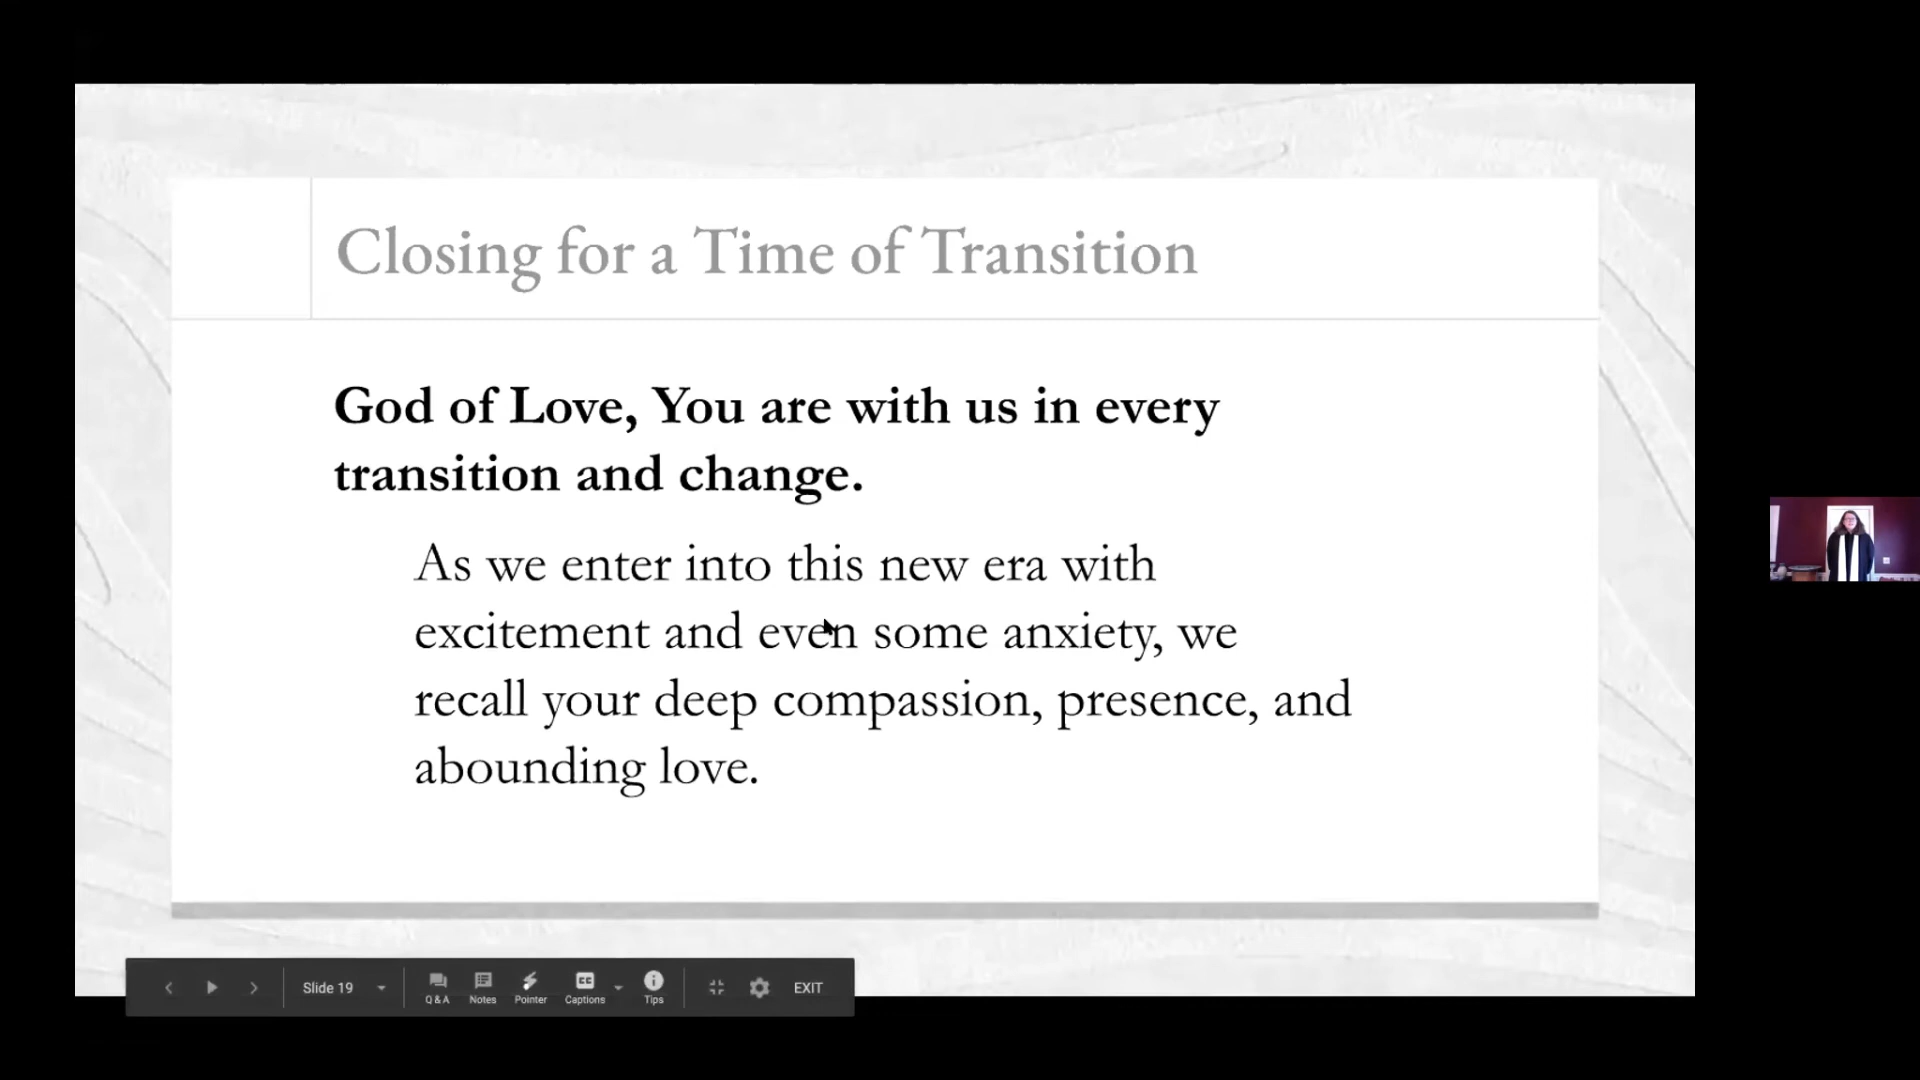 Closing for a Time of Transition
God of Love, You are with us in every
transition and change.
As we enter into this new era with
excitement and even some anxiety, we
recall your deep compassion, presence, and
abounding love.
Slide 19
Q & A
Notes
Pointer
CC
Captions
Tips
EXIT